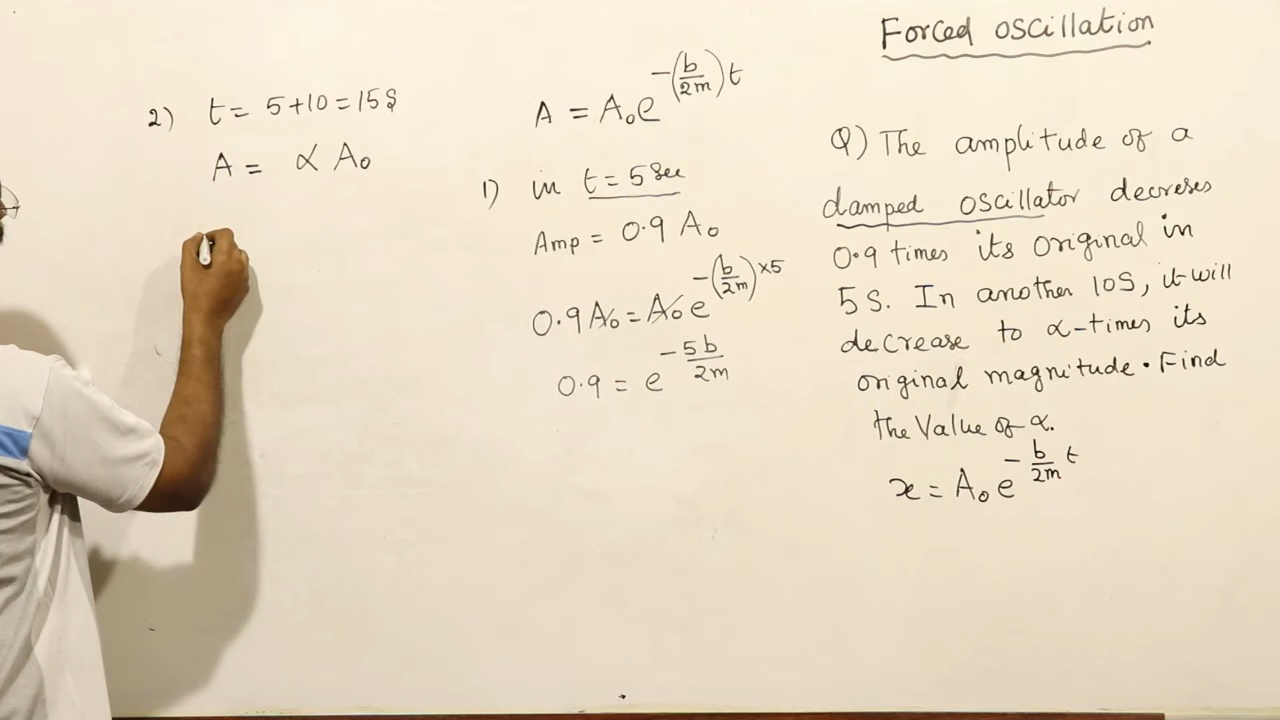 Forced oscillation
2) t = 5+10 = 15s
A = α A₀
A = A₀e^-(b/2m)t
1) in t = 5 Sec
Amp = 0.9 A₀
0.9 A₀ = A₀ e^-(b/2m)×5
0.9 = e^-5b/2m
Q) The amplitude of a
damped oscillator decreses
0.9 times its original in
5 s. In another 10s, it will
decrease to α-times its
original magnitude. Find
the Value of α.
x = A₀ e^-b/2m t